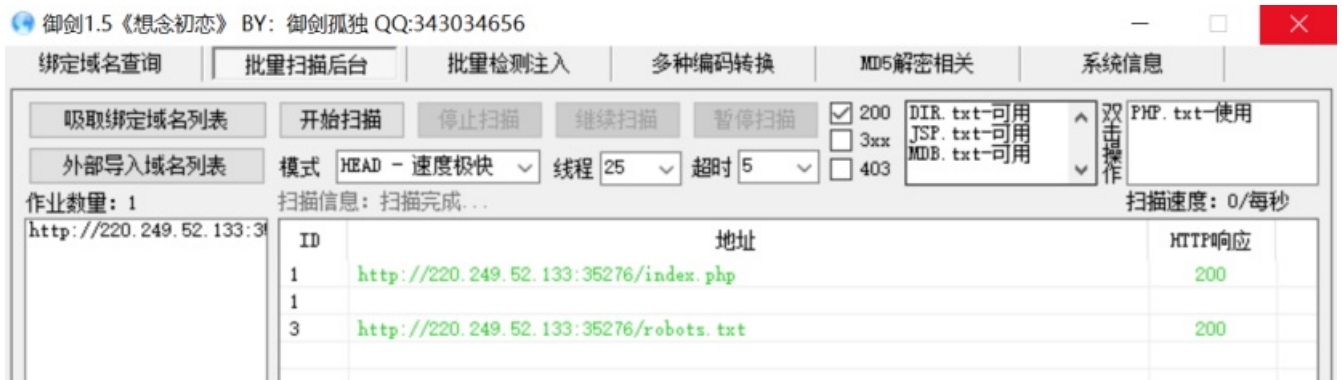 御剑1.5《想念初恋》 BY: 御剑孤独 QQ:343034656
绑定域名查询 批量扫描后台 批量检测注入 多种编码转换 MD5解密相关 系统信息
吸取绑定域名列表 开始扫描 停止扫描 继续扫描 暂停扫描
外部导入域名列表 模式 HEAD - 速度极快 线程 25 超时 5
200
3xx
403
DIR.txt-可用
JSP.txt-可用
MDB.txt-可用
双击操作
PHP.txt-使用
作业数量: 1 扫描信息: 扫描完成... 扫描速度: 0/每秒
http://220.249.52.133:3
ID 地址 HTTP响应
1 http://220.249.52.133:35276/index.php 200
1
3 http://220.249.52.133:35276/robots.txt 200